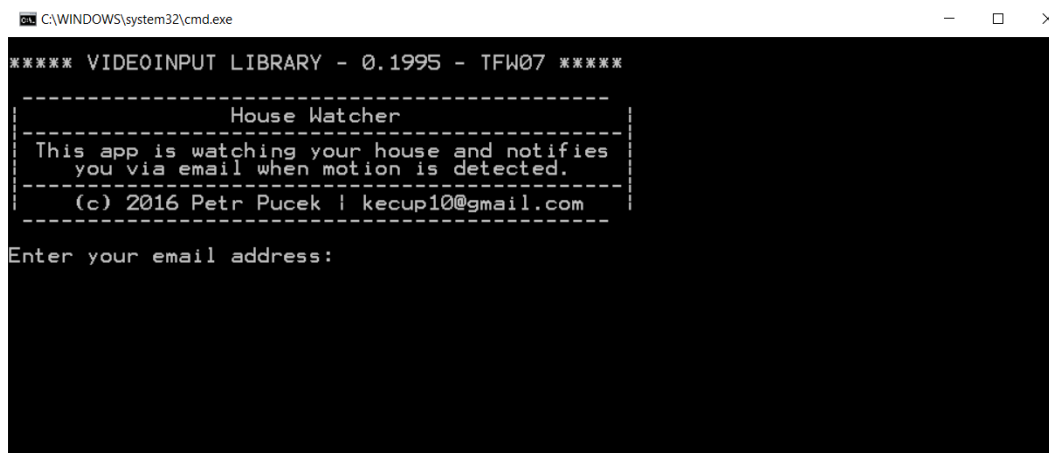 C:\WINDOWS\system32\cmd.exe
***** VIDEOINPUT LIBRARY - 0.1995 - TFW07 *****
House Watcher
This app is watching your house and notifies
you via email when motion is detected.
(c) 2016 Petr Pucek ¦ kecup10@gmail.com
Enter your email address: